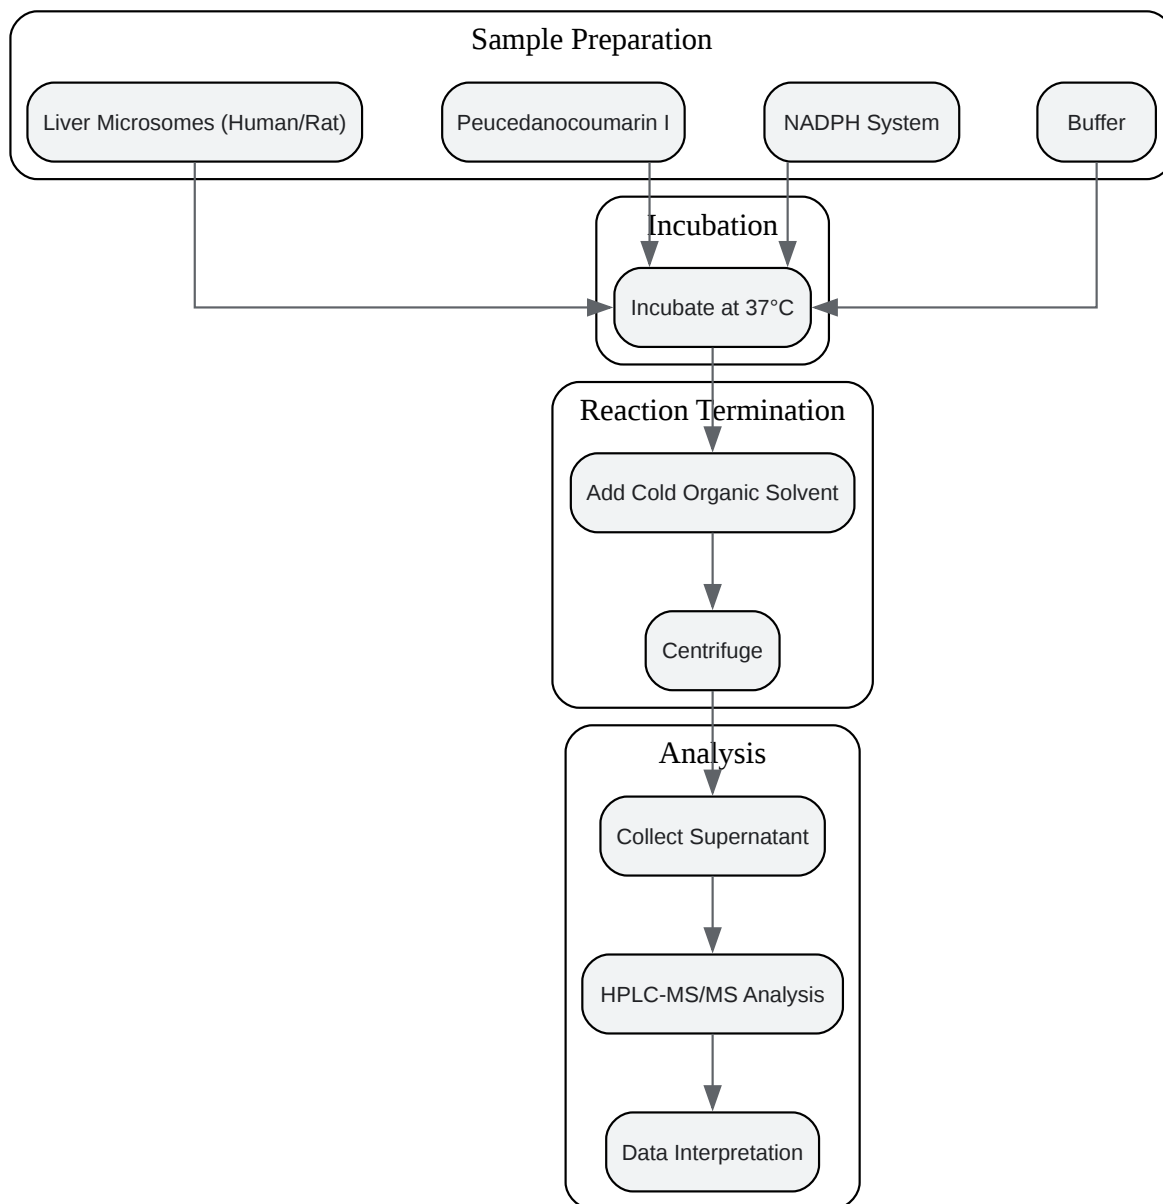 Sample Preparation
Liver Microsomes (Human/Rat)
Peucedanocoumarin I
NADPH System
Buffer
Incubation
Incubate at 37°C
Reaction Termination
Add Cold Organic Solvent
Centrifuge
Analysis
Collect Supernatant
HPLC-MS/MS Analysis
Data Interpretation